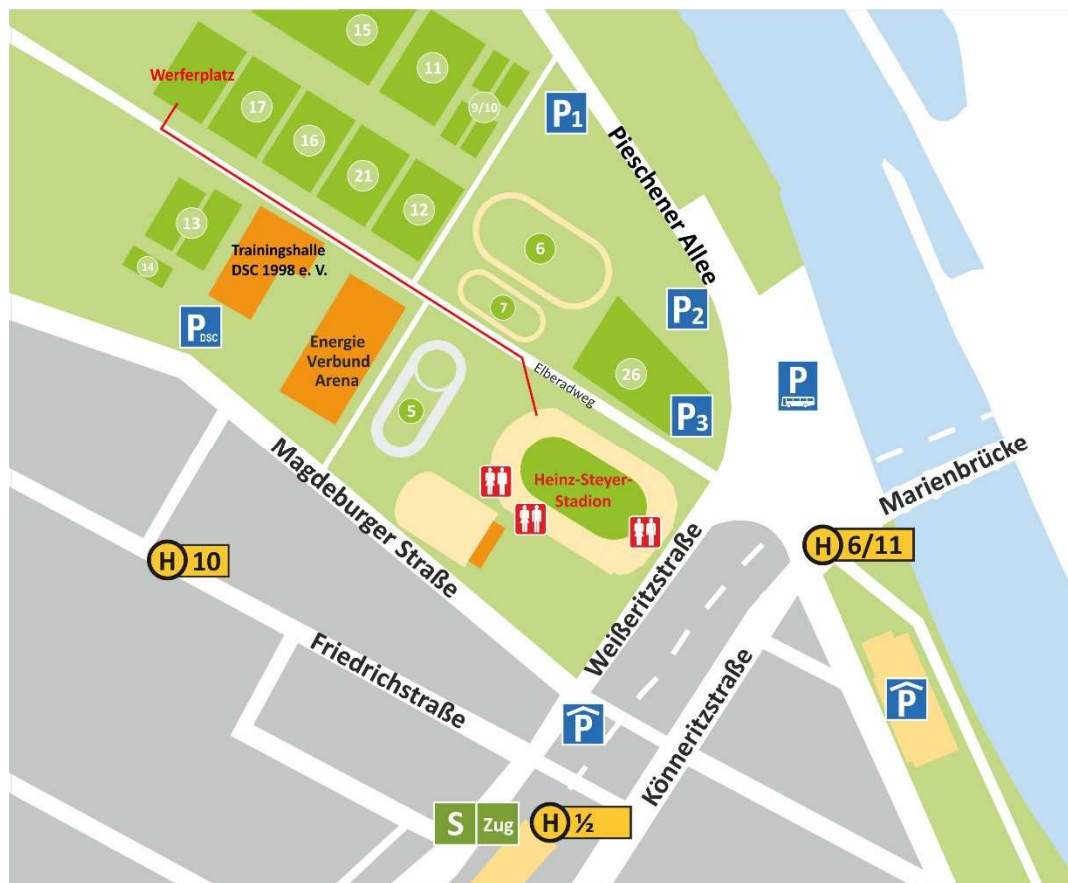 15
11
Werferplatz
9/10
17
P1
16
Pieschener Allee
21
12
13
6
Trainingshalle
DSC 1998 e. V.
14
7
P2
PDSC
Energie
Verbund
Arena
Elberadweg
26
P
5
P3
Magdeburger Straße
Heinz-Steyer-
Stadion
Marienbrücke
H 10
H 6/11
Weißeritzstraße
Friedrichstraße
Könneritzstraße
P
P
S Zug H ½